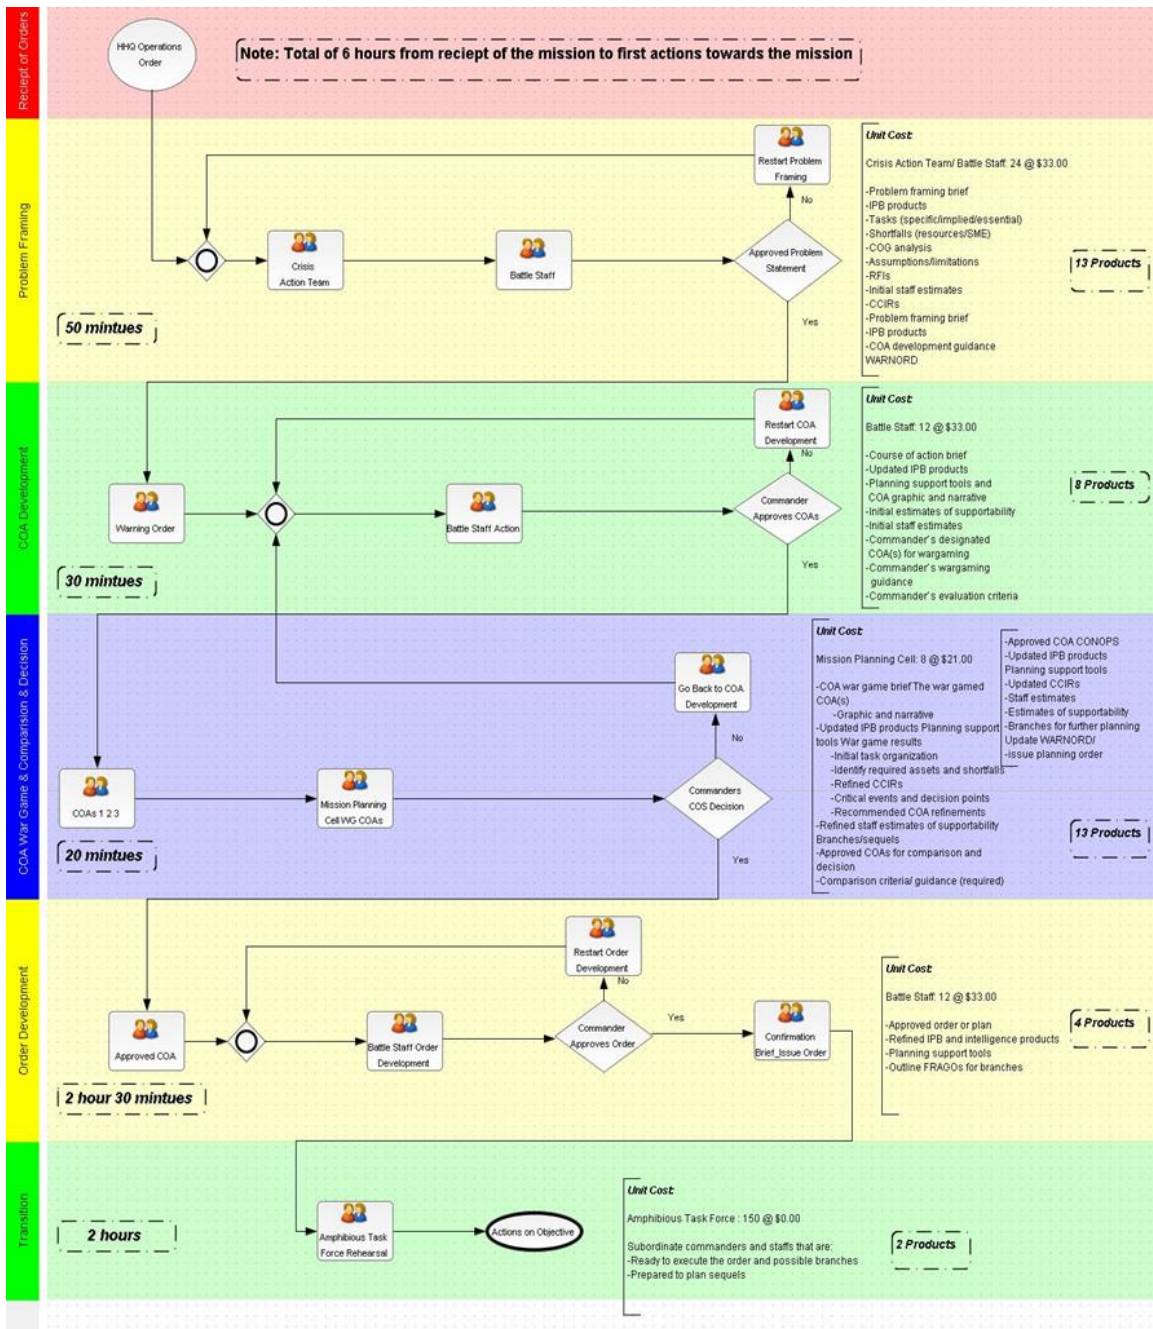 Reciept of Orders
HHQ Operations
Order
Note: Total of 6 hours from reciept of the mission to first actions towards the mission
Problem Framing
Restart Problem
Framing
No
Crisis
Action Team
Battle Staff
Approved Problem
Statement
Yes
50 mintues
Unit Cost:
Crisis Action Team/ Battle Staff: 24 @ $33.00
-Problem framing brief
-IPB products
-Tasks (specific/implied/essential)
-Shortfalls (resources/SME)
-COG analysis
-Assumptions/limitations
-RFIs
-Initial staff estimates
-CCIRs
-Problem framing brief
-IPB products
-COA development guidance
WARNORD
13 Products
COA Development
Restart COA
Development
No
Warning Order
Battle Staff Action
Commander
Approves COAs
Yes
30 mintues
Unit Cost:
Battle Staff: 12 @ $33.00
-Course of action brief
-Updated IPB products
-Planning support tools and
COA graphic and narrative
-Initial estimates of supportability
-Initial staff estimates
-Commander's designated
COA(s) for wargaming
-Commander's wargaming
guidance
-Commander's evaluation criteria
8 Products
COA War Game & Comparision & Decision
Go Back to COA
Development
No
COAs 1 2 3
Mission Planning
Cell WG COAs
Commanders
COS Decision
Yes
20 mintues
Unit Cost:
Mission Planning Cell: 8 @ $21.00
-COA war game brief The war gamed
COA(s)
-Graphic and narrative
-Updated IPB products Planning support
tools War game results
-Initial task organization
-Identify required assets and shortfalls
-Refined CCIRs
-Critical events and decision points
-Recommended COA refinements
-Refined staff estimates of supportability
Branches/sequels
-Approved COAs for comparison and
decision
-Comparison criteria/ guidance (required)
-Approved COA CONOPS
-Updated IPB products
Planning support tools
-Updated CCIRs
-Staff estimates
-Estimates of supportability
-Branches for further planning
Update WARNORD/
-issue planning order
13 Products
Order Development
Restart Order
Development
No
Approved COA
Battle Staff Order
Development
Commander
Approves Order
Yes
Confirmation
Brief_Issue Order
2 hour 30 mintues
Unit Cost:
Battle Staff: 12 @ $33.00
-Approved order or plan
-Refined IPB and intelligence products
-Planning support tools
-Outline FRAGOs for branches
4 Products
Transition
2 hours
Amphibious Task
Force Rehearsal
Actions on Objective
Unit Cost:
Amphibious Task Force : 150 @ $0.00
Subordinate commanders and staffs that are:
-Ready to execute the order and possible branches
-Prepared to plan sequels
2 Products